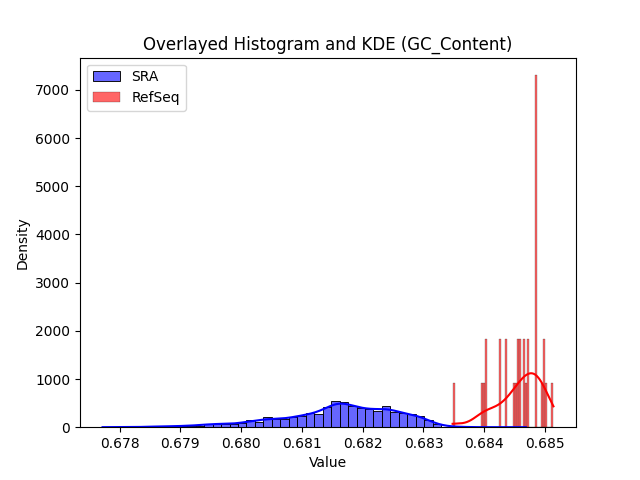 Overlayed Histogram and KDE (GC_Content)
SRA
RefSeq
7000
6000
5000
4000
3000
2000
1000
0
Density
0.678 0.679 0.680 0.681 0.682 0.683 0.684 0.685
Value